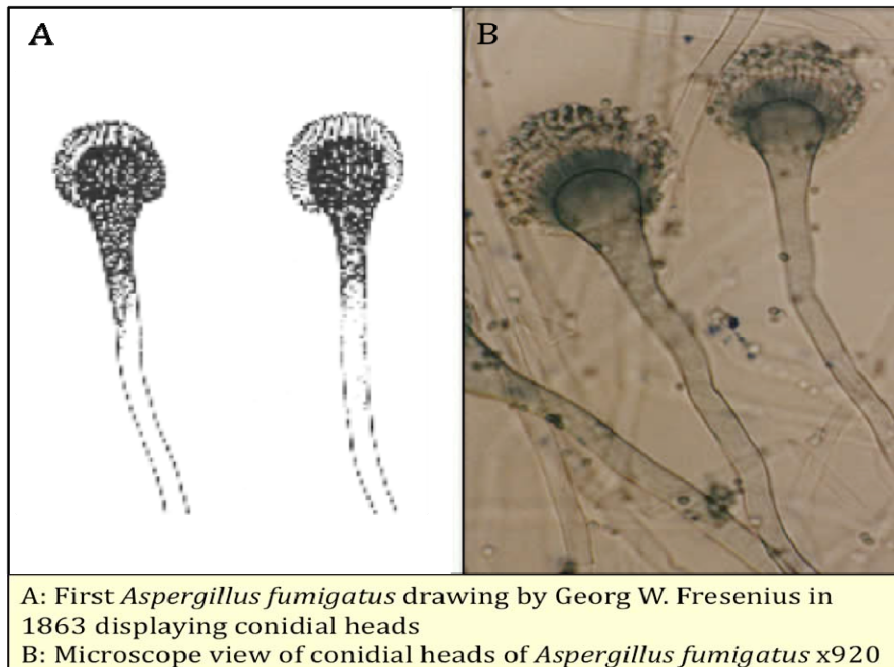 A
B
A: First Aspergillus fumigatus drawing by Georg W. Fresenius in
1863 displaying conidial heads
B: Microscope view of conidial heads of Aspergillus fumigatus x920